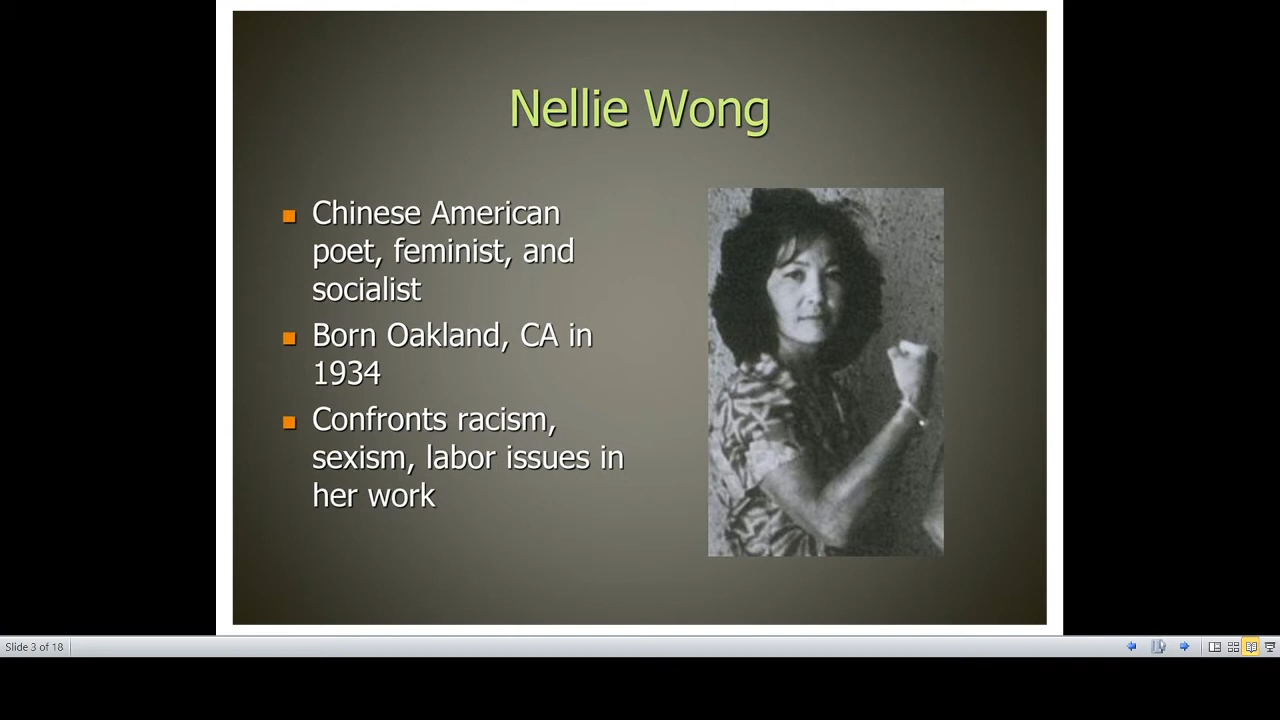 Nellie Wong
Chinese American
poet, feminist, and
socialist
Born Oakland, CA in
1934
Confronts racism,
sexism, labor issues in
her work
Slide 3 of 18